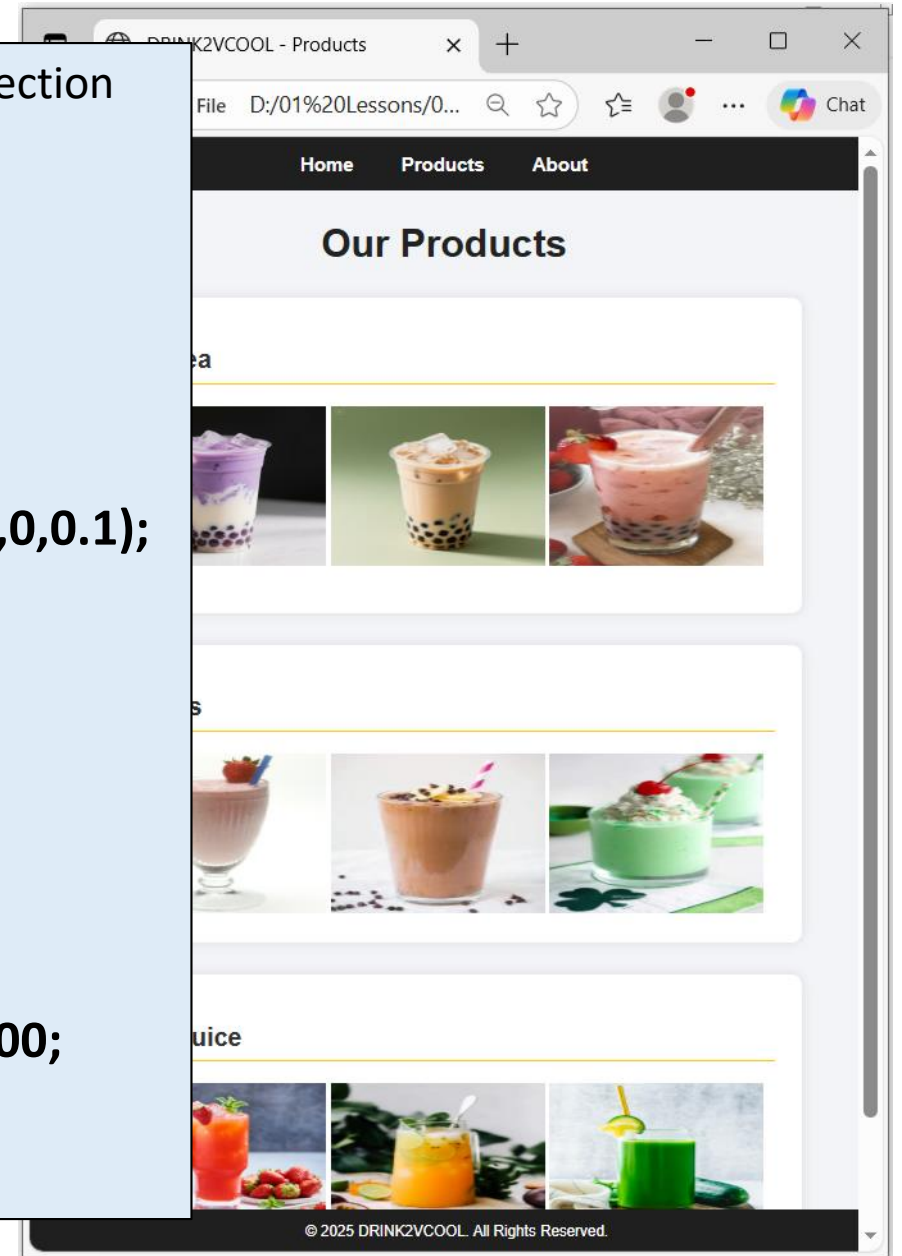 DRINK2VCOOL - Products
File D:/01%20Lessons/0... Chat
ection
,0,0.1);
00;
Home Products About
Our Products
ea
s
uice
© 2025 DRINK2VCOOL. All Rights Reserved.